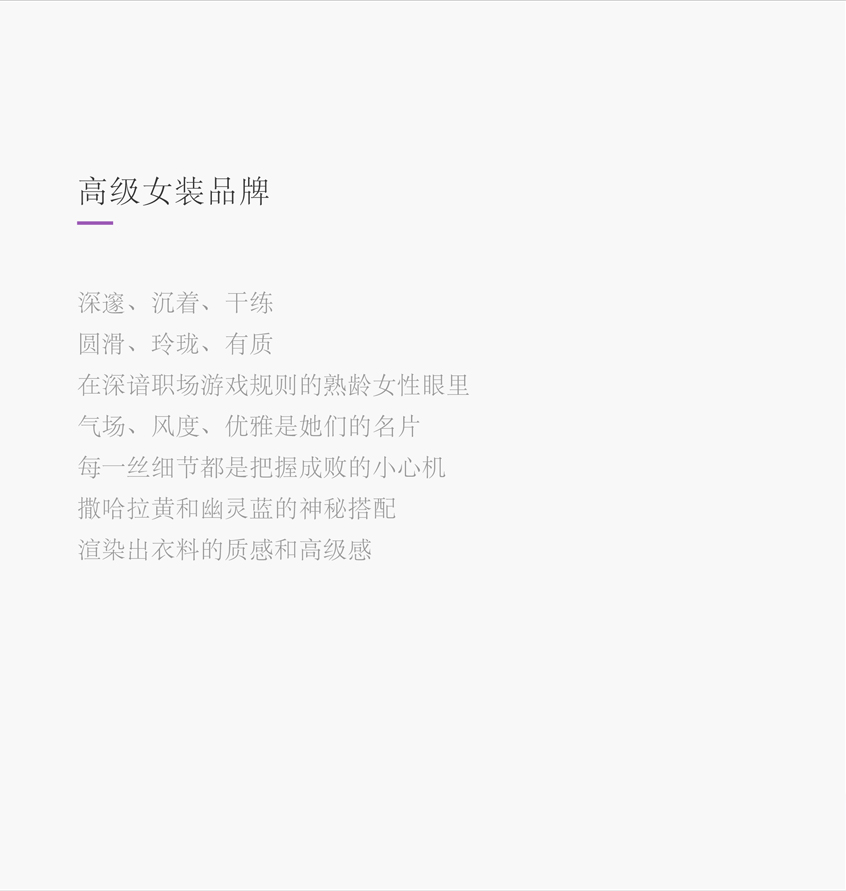 高级女装品牌
深邃、沉着、干练
圆滑、玲珑、有质
在深谙职场游戏规则的熟龄女性眼里
气场、风度、优雅是她们的名片
每一丝细节都是把握成败的小心机
撒哈拉黄和幽灵蓝的神秘搭配
渲染出衣料的质感和高级感